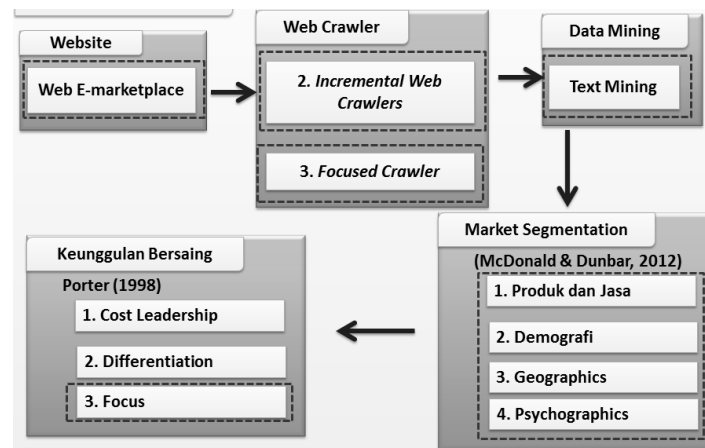 Website
Web E-marketplace
Web Crawler
2. Incremental Web
Crawlers
3. Focused Crawler
Data Mining
Text Mining
Market Segmentation
(McDonald & Dunbar, 2012)
1. Produk dan Jasa
2. Demografi
3. Geographics
4. Psychographics
Keunggulan Bersaing
Porter (1998)
1. Cost Leadership
2. Differentiation
3. Focus